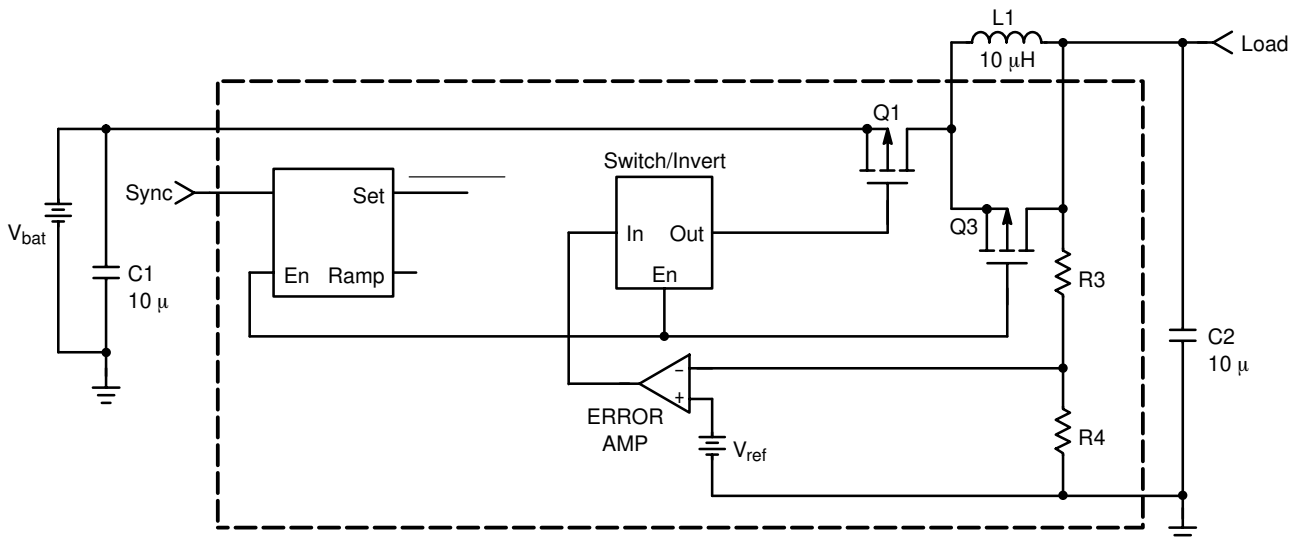 L1
10 μH
Load
Q1
Switch/Invert
Sync
Set
In
Out
Q3
V_bat
En
Ramp
En
C1
10 μ
R3
C2
10 μ
−
+
ERROR
AMP
V_ref
R4